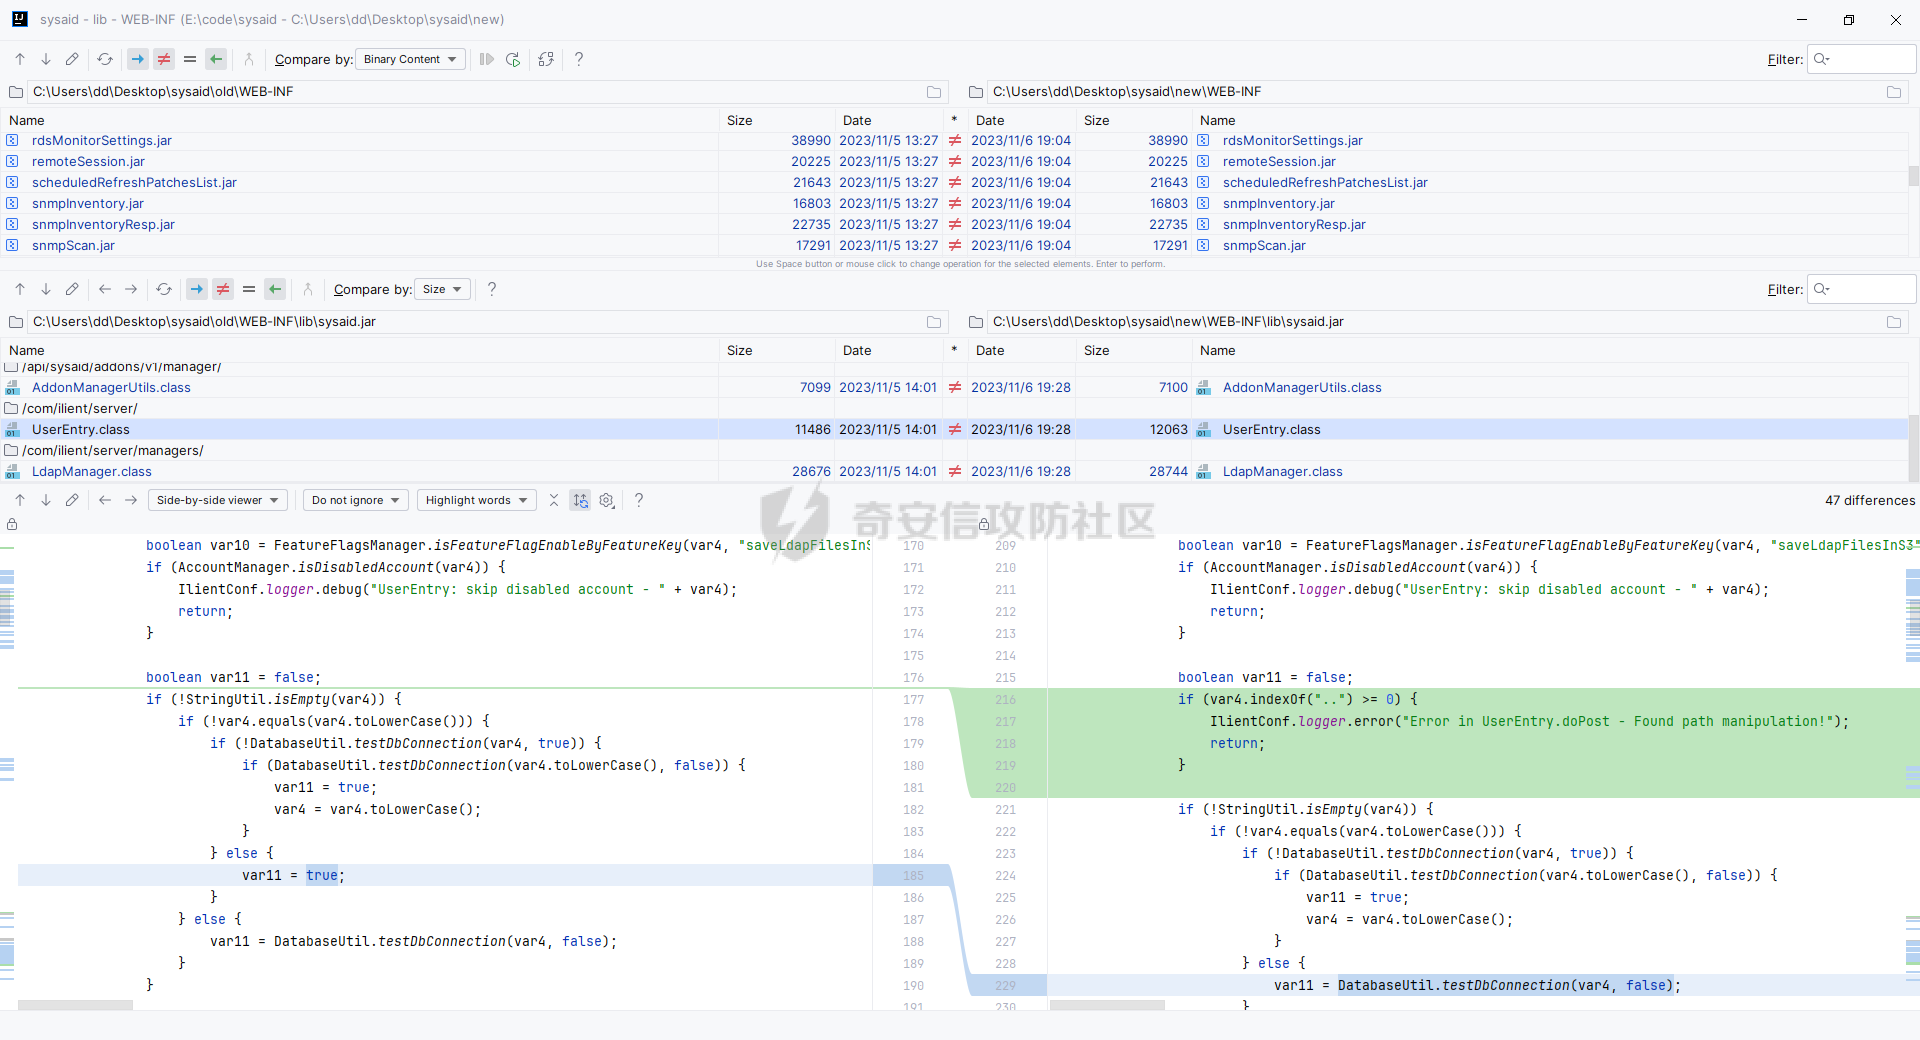 sysaid - lib - WEB-INF (E:\code\sysaid - C:\Users\dd\Desktop\sysaid\new)
Compare by: Binary Content ? Filter:
C:\Users\dd\Desktop\sysaid\old\WEB-INF C:\Users\dd\Desktop\sysaid\new\WEB-INF
Name Size Date * Date Size Name
rdsMonitorSettings.jar 38990 2023/11/5 13:27 ≠ 2023/11/6 19:04 38990 rdsMonitorSettings.jar
remoteSession.jar 20225 2023/11/5 13:27 ≠ 2023/11/6 19:04 20225 remoteSession.jar
scheduledRefreshPatchesList.jar 21643 2023/11/5 13:27 ≠ 2023/11/6 19:04 21643 scheduledRefreshPatchesList.jar
snmpInventory.jar 16803 2023/11/5 13:27 ≠ 2023/11/6 19:04 16803 snmpInventory.jar
snmpInventoryResp.jar 22735 2023/11/5 13:27 ≠ 2023/11/6 19:04 22735 snmpInventoryResp.jar
snmpScan.jar 17291 2023/11/5 13:27 ≠ 2023/11/6 19:04 17291 snmpScan.jar
Use Space button or mouse click to change operation for the selected elements. Enter to perform.
Compare by: Size ? Filter:
C:\Users\dd\Desktop\sysaid\old\WEB-INF\lib\sysaid.jar C:\Users\dd\Desktop\sysaid\new\WEB-INF\lib\sysaid.jar
Name Size Date * Date Size Name
/api/sysaid/addons/v1/manager/
AddonManagerUtils.class 7099 2023/11/5 14:01 ≠ 2023/11/6 19:28 7100 AddonManagerUtils.class
/com/ilient/server/
UserEntry.class 11486 2023/11/5 14:01 ≠ 2023/11/6 19:28 12063 UserEntry.class
/com/ilient/server/managers/
LdapManager.class 28676 2023/11/5 14:01 ≠ 2023/11/6 19:28 28744 LdapManager.class
Side-by-side viewer Do not ignore Highlight words ? 47 differences
奇安信攻防社区
boolean var10 = FeatureFlagsManager.isFeatureFlagEnableByFeatureKey(var4, "saveLdapFilesInS 170 209 boolean var10 = FeatureFlagsManager.isFeatureFlagEnableByFeatureKey(var4, "saveLdapFilesInS3"
if (AccountManager.isDisabledAccount(var4)) { 171 210 if (AccountManager.isDisabledAccount(var4)) {
IlientConf.logger.debug("UserEntry: skip disabled account - " + var4); 172 211 IlientConf.logger.debug("UserEntry: skip disabled account - " + var4);
return; 173 212 return;
} 174 213 }
175 214
boolean var11 = false; 176 215 boolean var11 = false;
if (!StringUtil.isEmpty(var4)) { 177 216 if (var4.indexOf("..") >= 0) {
if (!var4.equals(var4.toLowerCase())) { 178 217 IlientConf.logger.error("Error in UserEntry.doPost - Found path manipulation!");
if (!DatabaseUtil.testDbConnection(var4, true)) { 179 218 return;
if (DatabaseUtil.testDbConnection(var4.toLowerCase(), false)) { 180 219 }
var11 = true; 181 220
var4 = var4.toLowerCase(); 182 221 if (!StringUtil.isEmpty(var4)) {
} 183 222 if (!var4.equals(var4.toLowerCase())) {
} else { 184 223 if (!DatabaseUtil.testDbConnection(var4, true)) {
var11 = true; 185 224 if (DatabaseUtil.testDbConnection(var4.toLowerCase(), false)) {
} 186 225 var11 = true;
} else { 187 226 var4 = var4.toLowerCase();
var11 = DatabaseUtil.testDbConnection(var4, false); 188 227 }
} 189 228 } else {
} 190 229 var11 = DatabaseUtil.testDbConnection(var4, false);
191 230 }